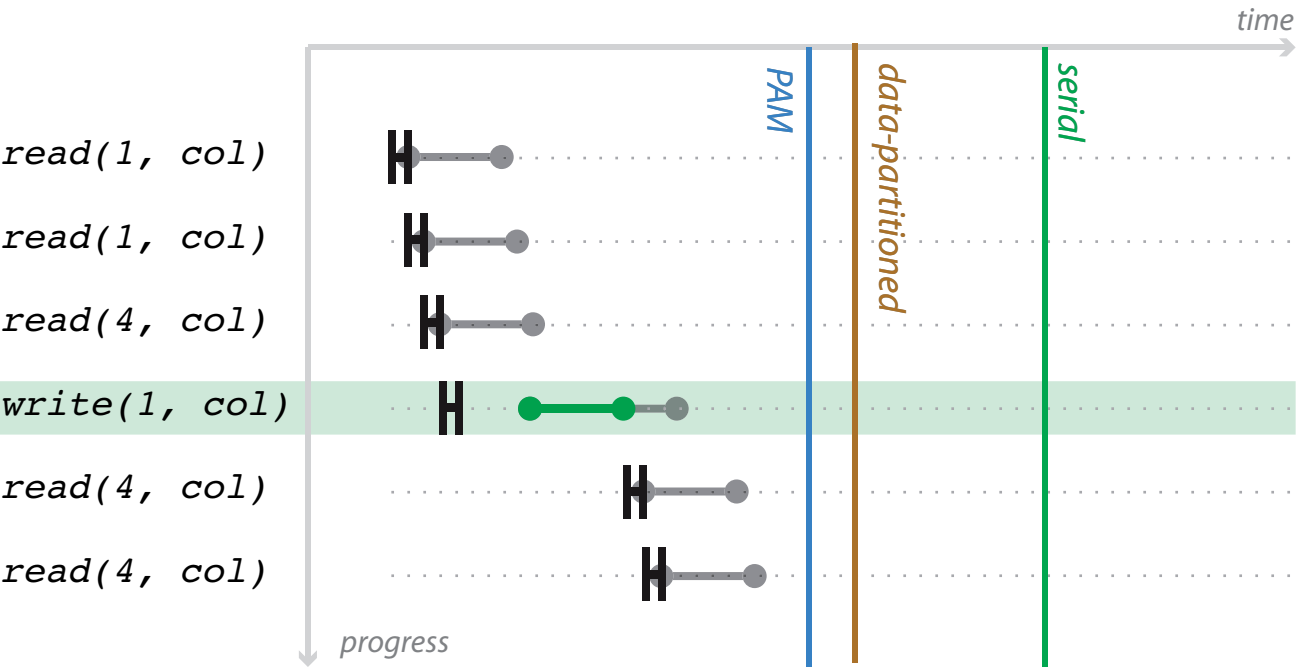 time
PAM
data-partitioned
serial
read(1, col)
read(1, col)
read(4, col)
write(1, col)
read(4, col)
read(4, col)
progress